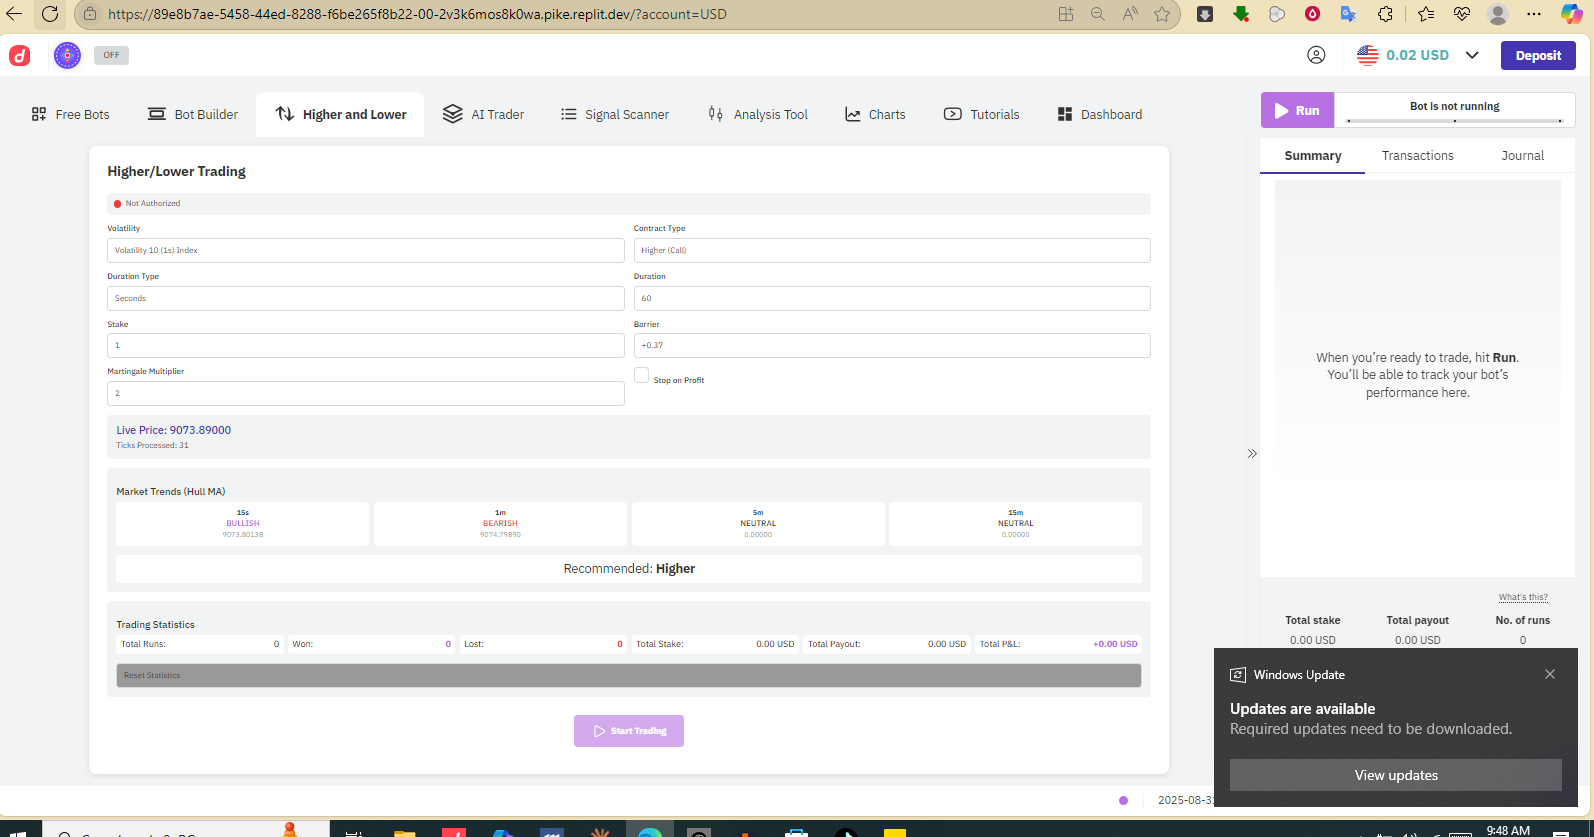 https://89e8b7ae-5458-44ed-8288-f6be265f8b22-00-2v3k6mos8k0wa.pike.replit.dev/?account=USD
OFF
0.02 USD
Deposit
Free Bots
Bot Builder
Higher and Lower
AI Trader
Signal Scanner
Analysis Tool
Charts
Tutorials
Dashboard
Run
Bot is not running
Summary
Transactions
Journal
Higher/Lower Trading
Not Authorized
Volatility
Contract Type
Volatility 10 (1s) Index
Higher (Call)
Duration Type
Duration
Seconds
60
Stake
Barrier
1
+0.37
Martingale Multiplier
2
Stop on Profit
Live Price: 9073.89000
Ticks Processed: 31
Market Trends (Hull MA)
15s
BULLISH
9073.80138
1m
BEARISH
9074.79890
5m
NEUTRAL
0.00000
15m
NEUTRAL
0.00000
Recommended: Higher
Trading Statistics
Total Runs: 0
Won: 0
Lost: 0
Total Stake: 0.00 USD
Total Payout: 0.00 USD
Total P&L: +0.00 USD
Reset Statistics
Start Trading
When you're ready to trade, hit Run.
You'll be able to track your bot's
performance here.
What's this?
Total stake
Total payout
No. of runs
0.00 USD
0.00 USD
0
Windows Update
Updates are available
Required updates need to be downloaded.
View updates
9:48 AM